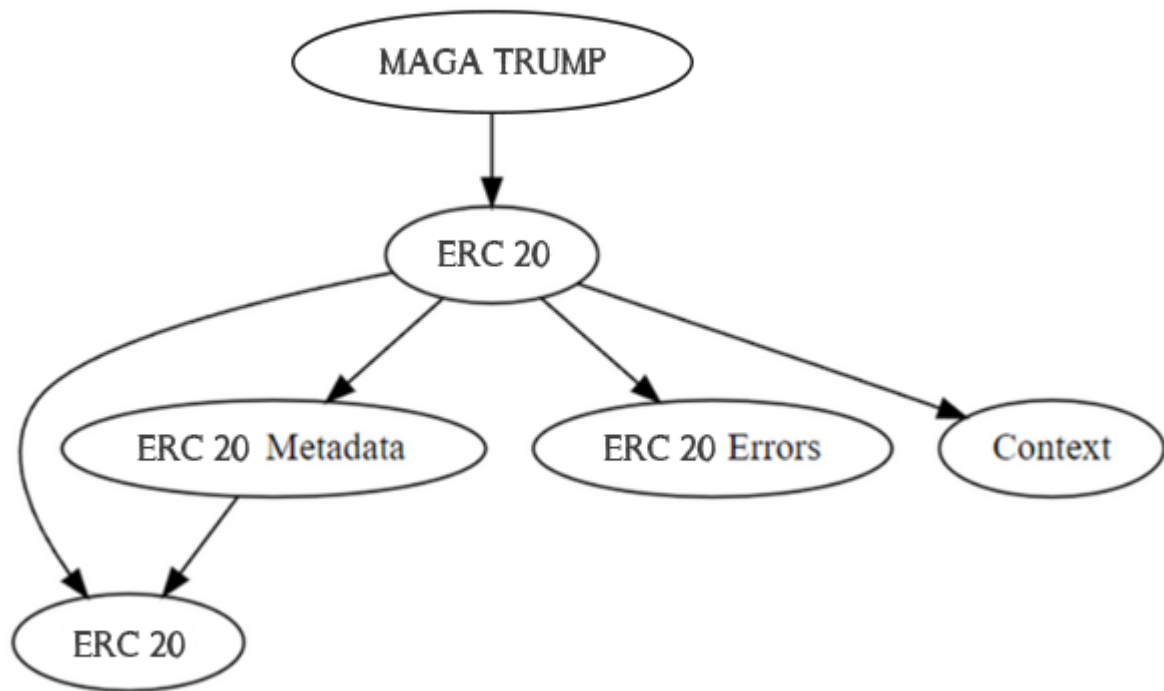 MAGA TRUMP
ERC 20
ERC 20 Metadata
ERC 20 Errors
Context
ERC 20